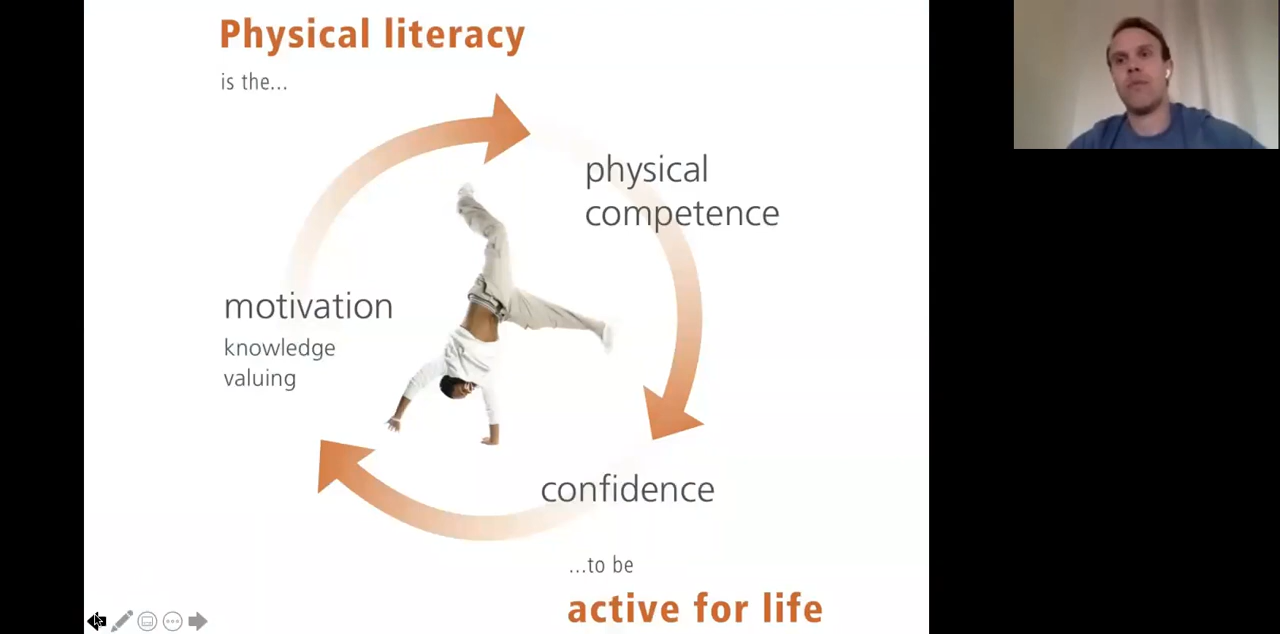 Physical literacy
is the...
physical
competence
motivation
knowledge
valuing
confidence
...to be
active for life